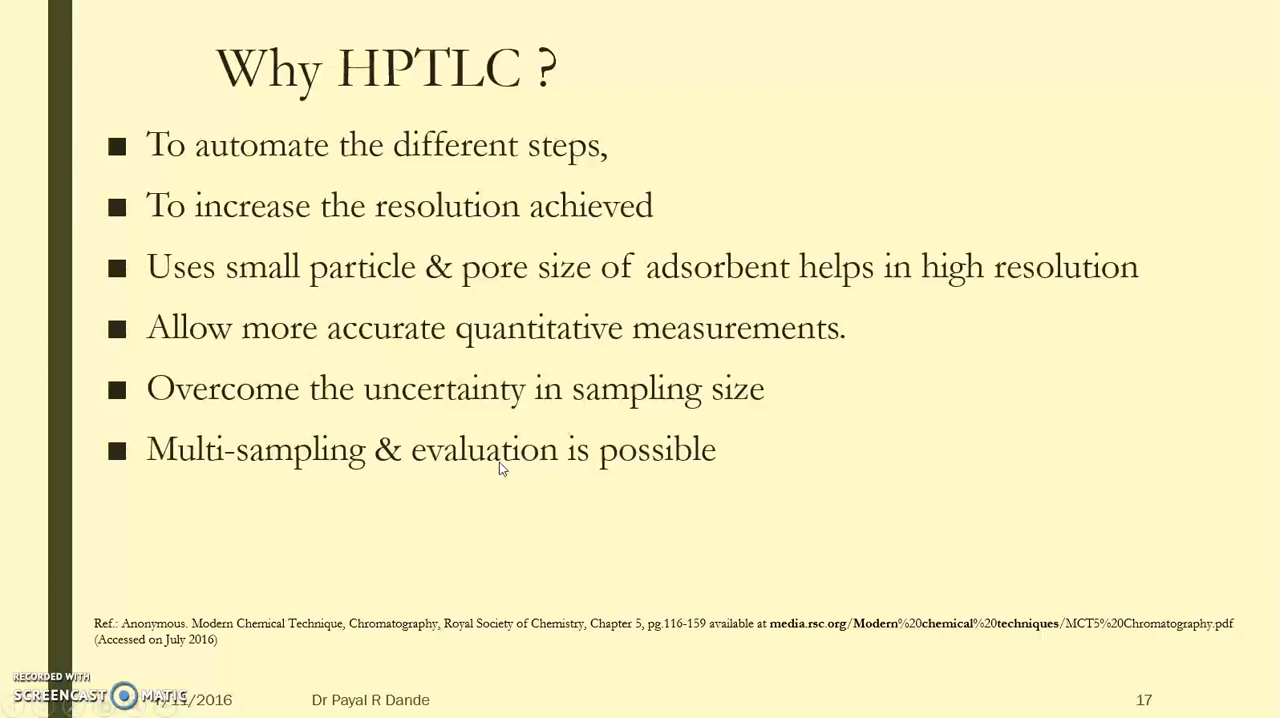 Why HPTLC ?
■ To automate the different steps,
■ To increase the resolution achieved
■ Uses small particle & pore size of adsorbent helps in high resolution
■ Allow more accurate quantitative measurements.
■ Overcome the uncertainty in sampling size
■ Multi-sampling & evaluation is possible
Ref.: Anonymous. Modern Chemical Technique, Chromatography, Royal Society of Chemistry, Chapter 5, pg.116-159 available at media.rsc.org/Modern%20chemical%20techniques/MCT5%20Chromatography.pdf
(Accessed on July 2016)
RECORDED WITH
SCREENCAST MATIC
/11/2016 Dr Payal R Dande 17